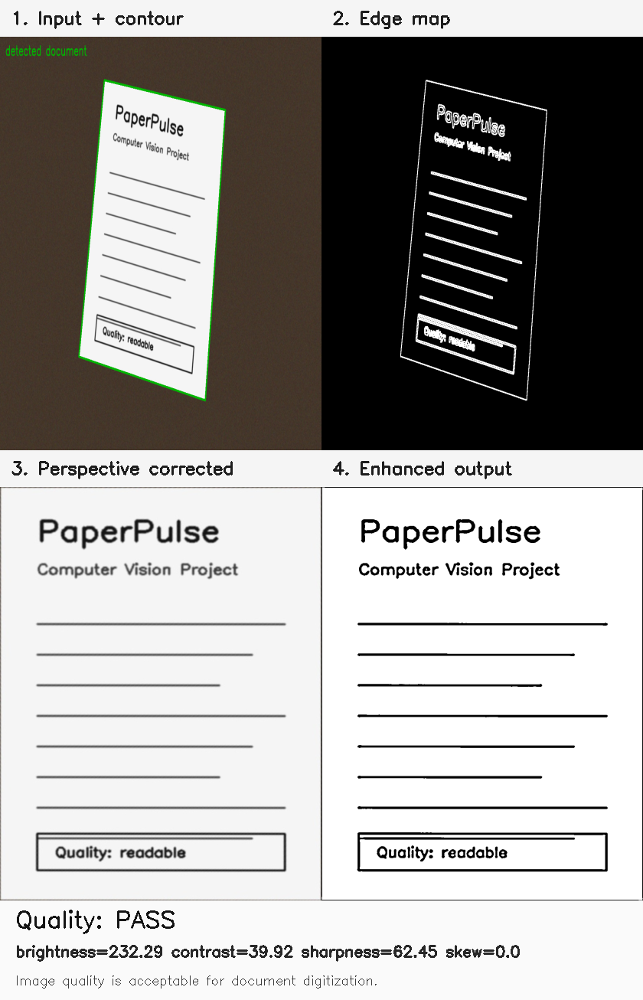 1. Input + contour
2. Edge map
detected document
PaperPulse
Computer Vision Project
Quality: readable
PaperPulse
Computer Vision Project
Quality: readable
3. Perspective corrected
4. Enhanced output
PaperPulse
Computer Vision Project
Quality: readable
PaperPulse
Computer Vision Project
Quality: readable
Quality: PASS
brightness=232.29 contrast=39.92 sharpness=62.45 skew=0.0
Image quality is acceptable for document digitization.